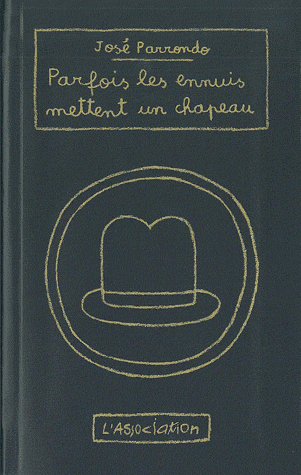 José Parrondo
Parfois les ennuis
mettent un chapeau
L'Association